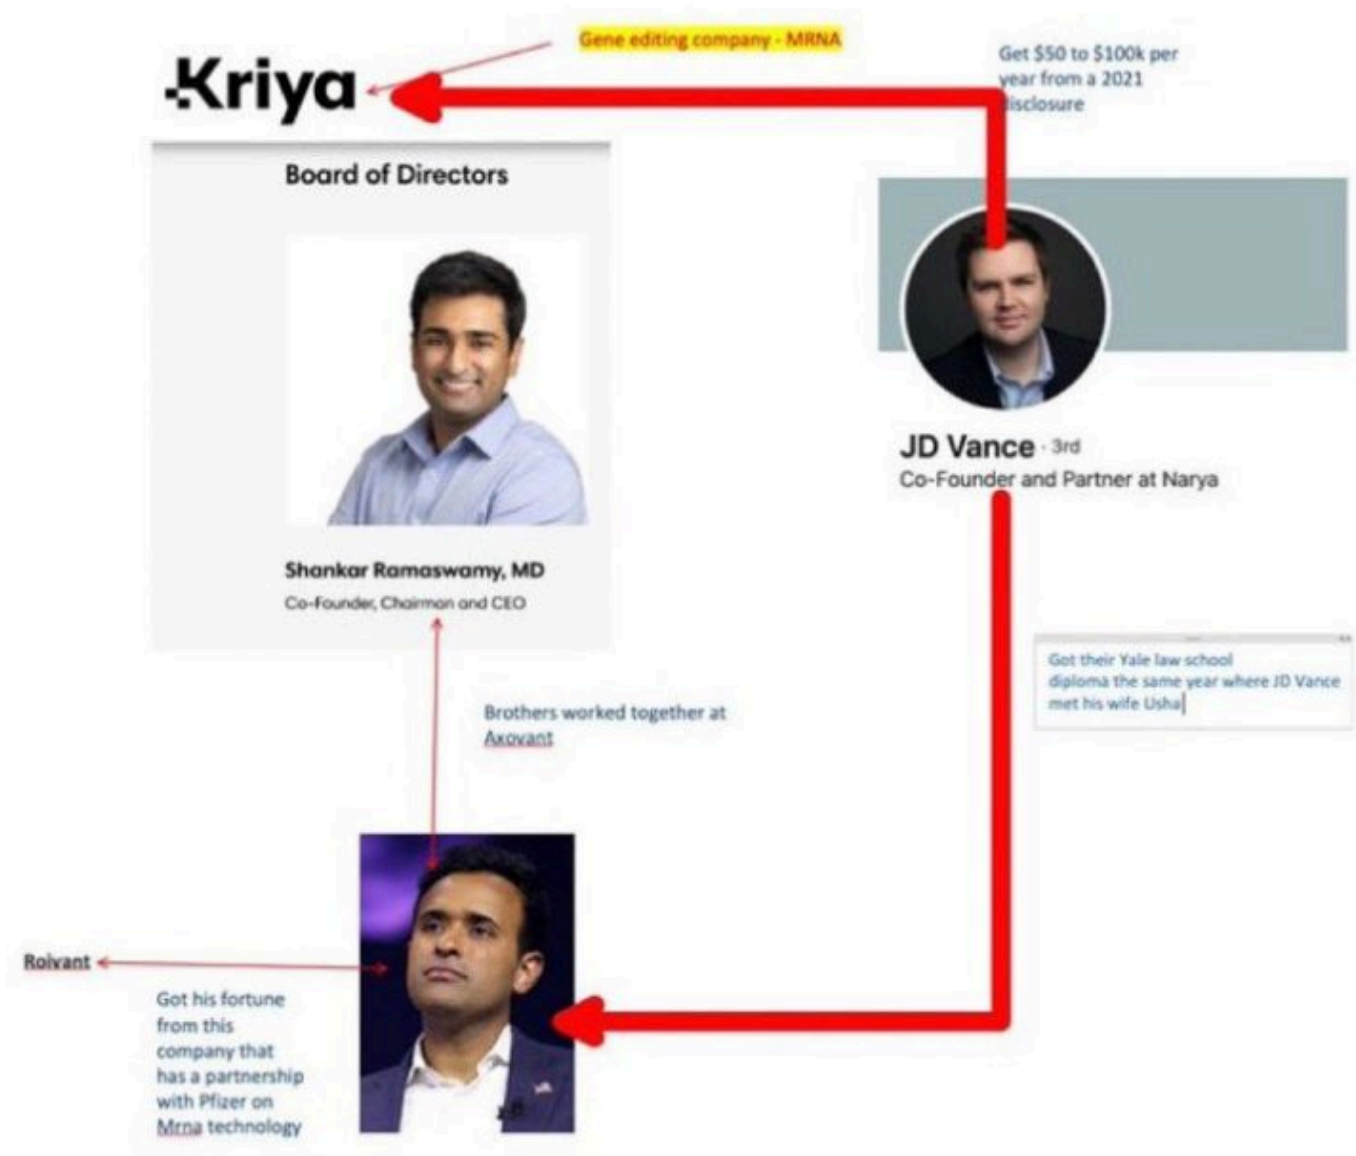 Gene editing company - MRNA
Kriya
Get $50 to $100k per
year from a 2021
disclosure
Board of Directors
JD Vance · 3rd
Co-Founder and Partner at Narya
Shankar Ramaswamy, MD
Co-Founder, Chairman and CEO
Got their Yale law school
diploma the same year where JD Vance
met his wife Usha
Brothers worked together at
Axovant
Roivant
Got his fortune
from this
company that
has a partnership
with Pfizer on
Mrna technology